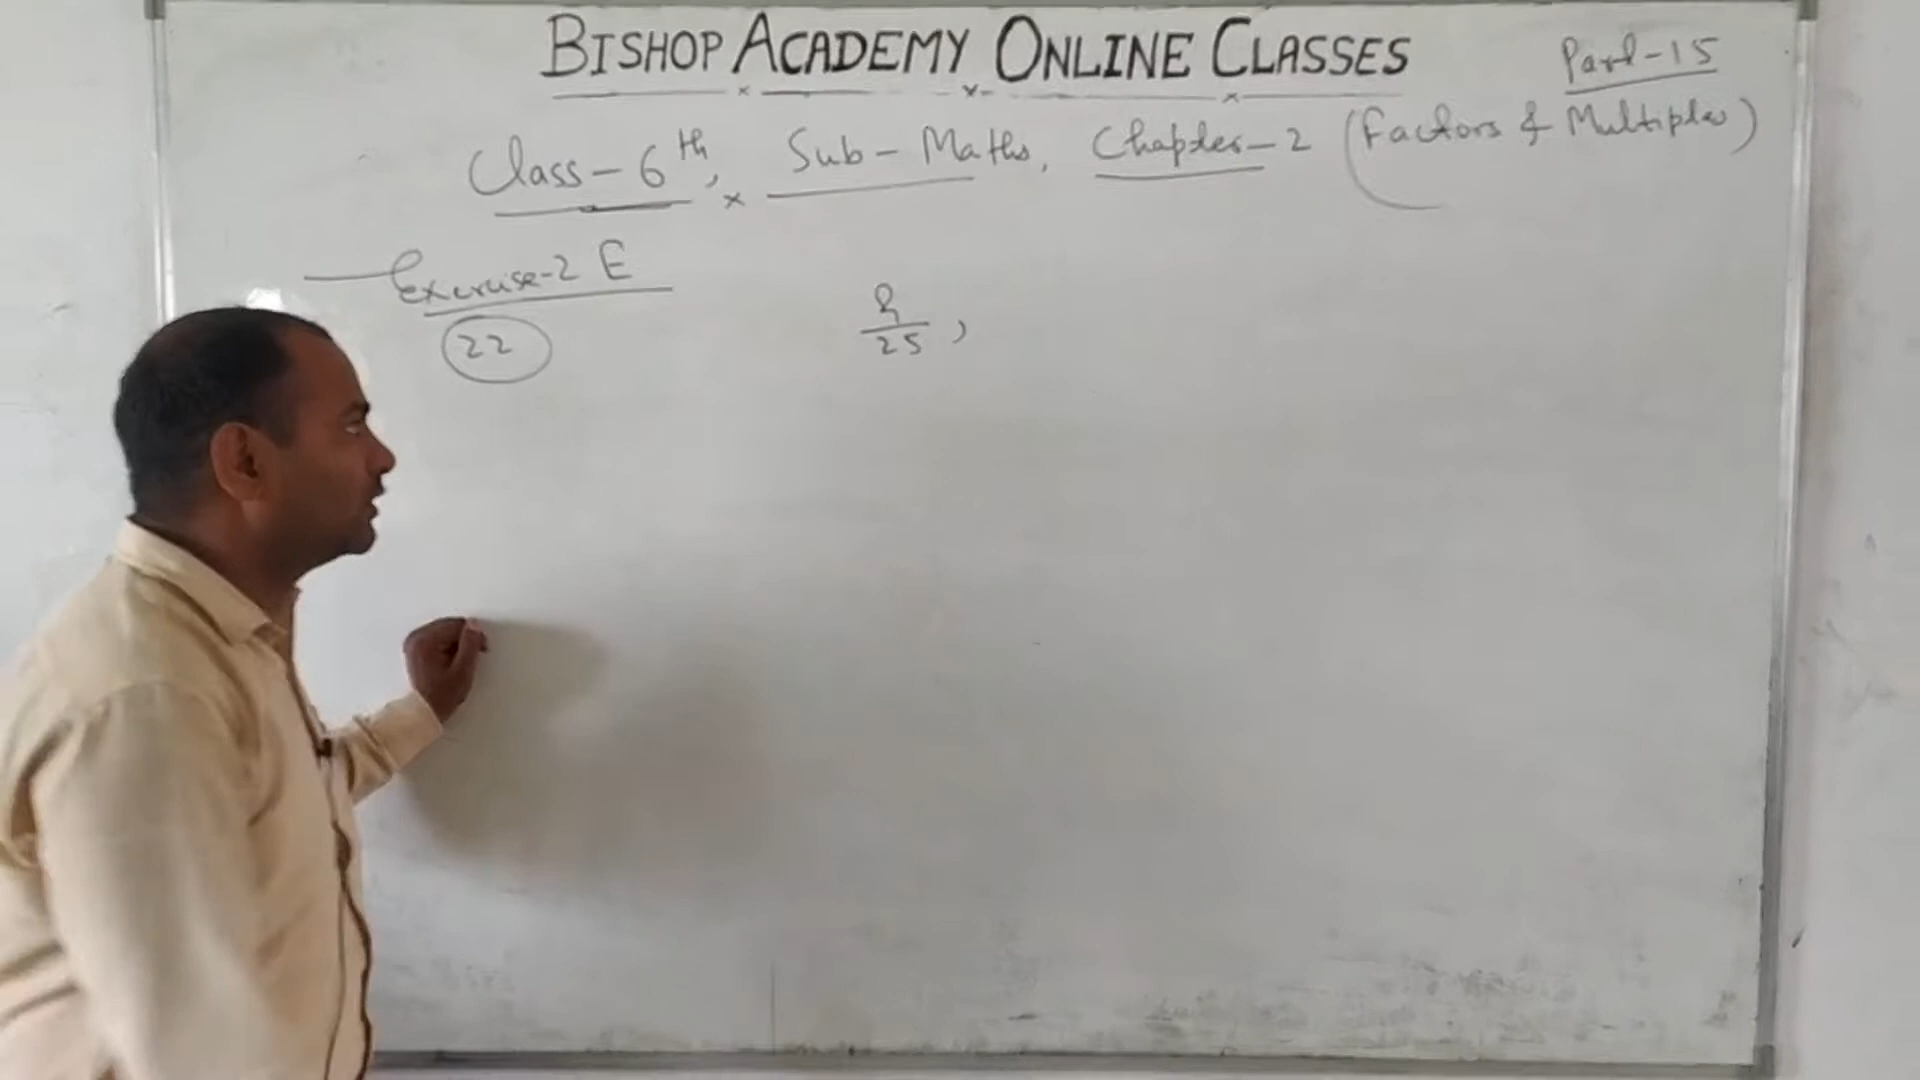 BISHOP ACADEMY ONLINE CLASSES
Part-15
Class-6th, Sub-Maths, Chapter-2 (Factors & Multiples)
Exercise-2 E
22
25,